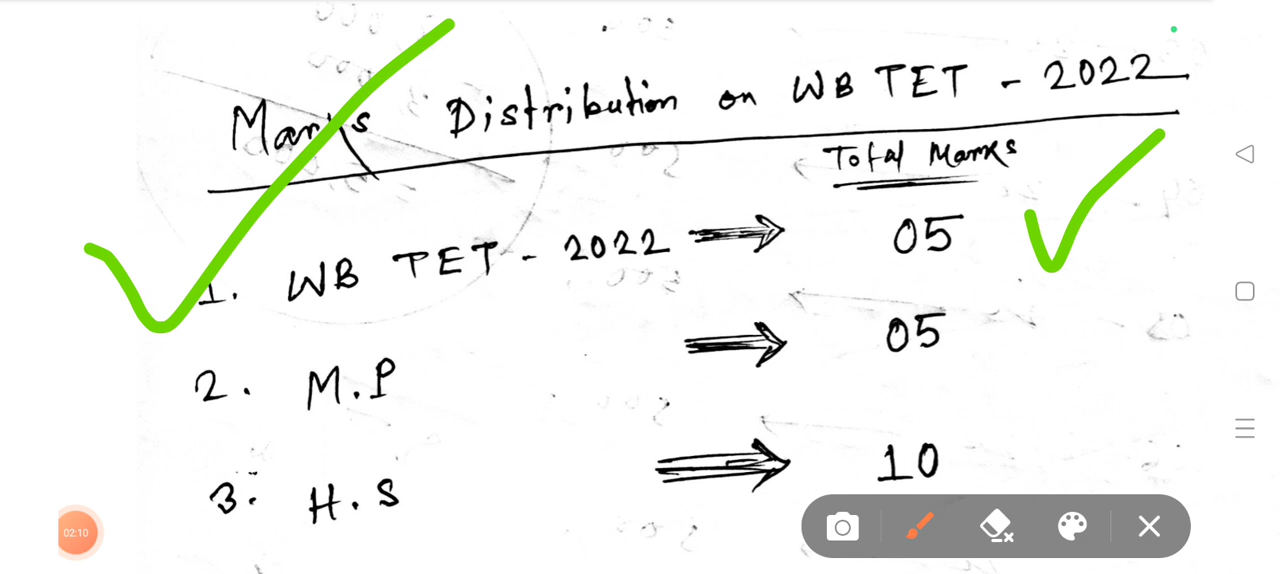 Marks Distribution on WB TET - 2022
Total Marks
1. WB TET - 2022 ⇒ 05
2. M.P ⇒ 05
3. H.S ⇒ 10
02:10